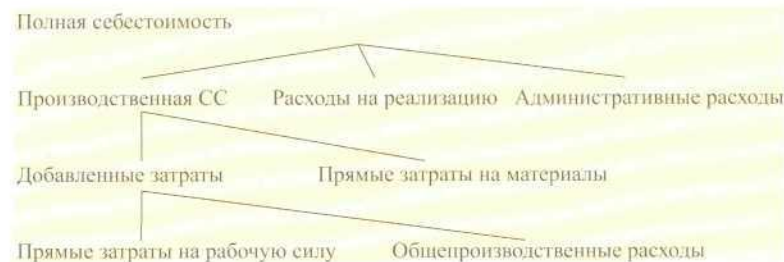 Полная себестоимость
Производственная СС Расходы на реализацию Административные расходы
Добавленные затраты Прямые затраты на материалы
Прямые затраты на рабочую силу Общепроизводственные расходы